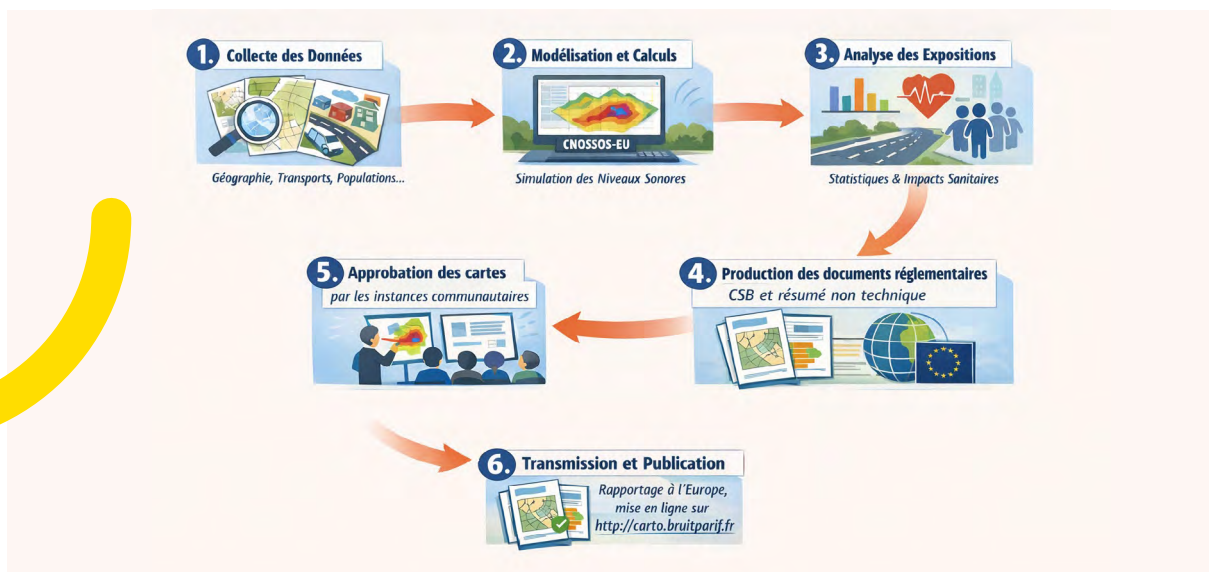 1. Collecte des Données
Géographie, Transports, Populations...
2. Modélisation et Calculs
CNOSSOS-EU
Simulation des Niveaux Sonores
3. Analyse des Expositions
Statistiques & Impacts Sanitaires
4. Production des documents réglementaires
CSB et résumé non technique
5. Approbation des cartes
par les instances communautaires
6. Transmission et Publication
Rapportage à l'Europe,
mise en ligne sur
http://carto.bruitparif.fr